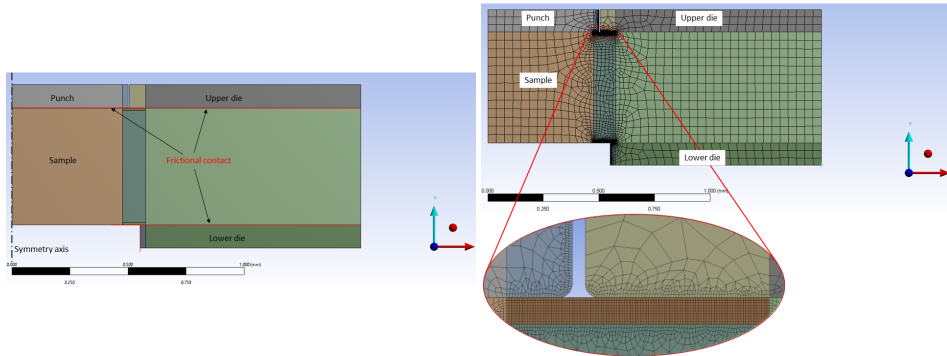 Punch
Upper die
Sample
Frictional contact
Lower die
Symmetry axis
0.000
0.500
1.000 (mm)
0.250
0.750
Y
Punch
Upper die
Sample
Lower die
0.000
0.500
1.000 (mm)
0.250
0.750
Y